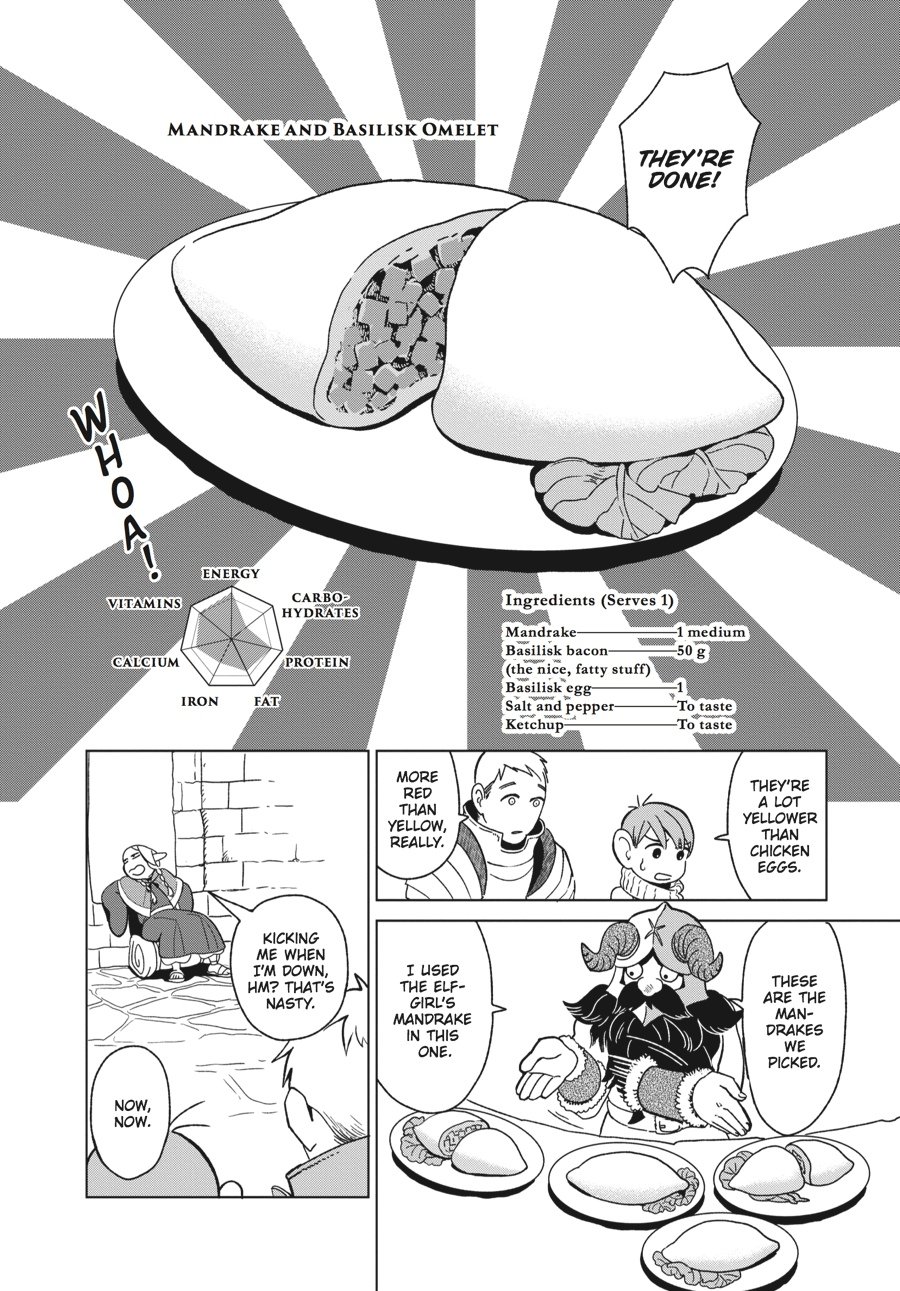 MANDRAKE AND BASILISK OMELET
THEY'RE
DONE!
WHOA!
ENERGY
CARBO-
HYDRATES
PROTEIN
FAT
IRON
CALCIUM
VITAMINS
Ingredients (Serves 1)
Mandrake 1 medium
Basilisk bacon 50 g
(the nice, fatty stuff)
Basilisk egg 1
Salt and pepper To taste
Ketchup To taste
THEY'RE
A LOT
YELLOWER
THAN
CHICKEN
EGGS.
MORE
RED
THAN
YELLOW,
REALLY.
THESE
ARE THE
MAN-
DRAKES
WE
PICKED.
I USED
THE ELF-
GIRL'S
MANDRAKE
IN THIS
ONE.
KICKING
ME WHEN
I'M DOWN,
HM? THAT'S
NASTY.
NOW,
NOW.